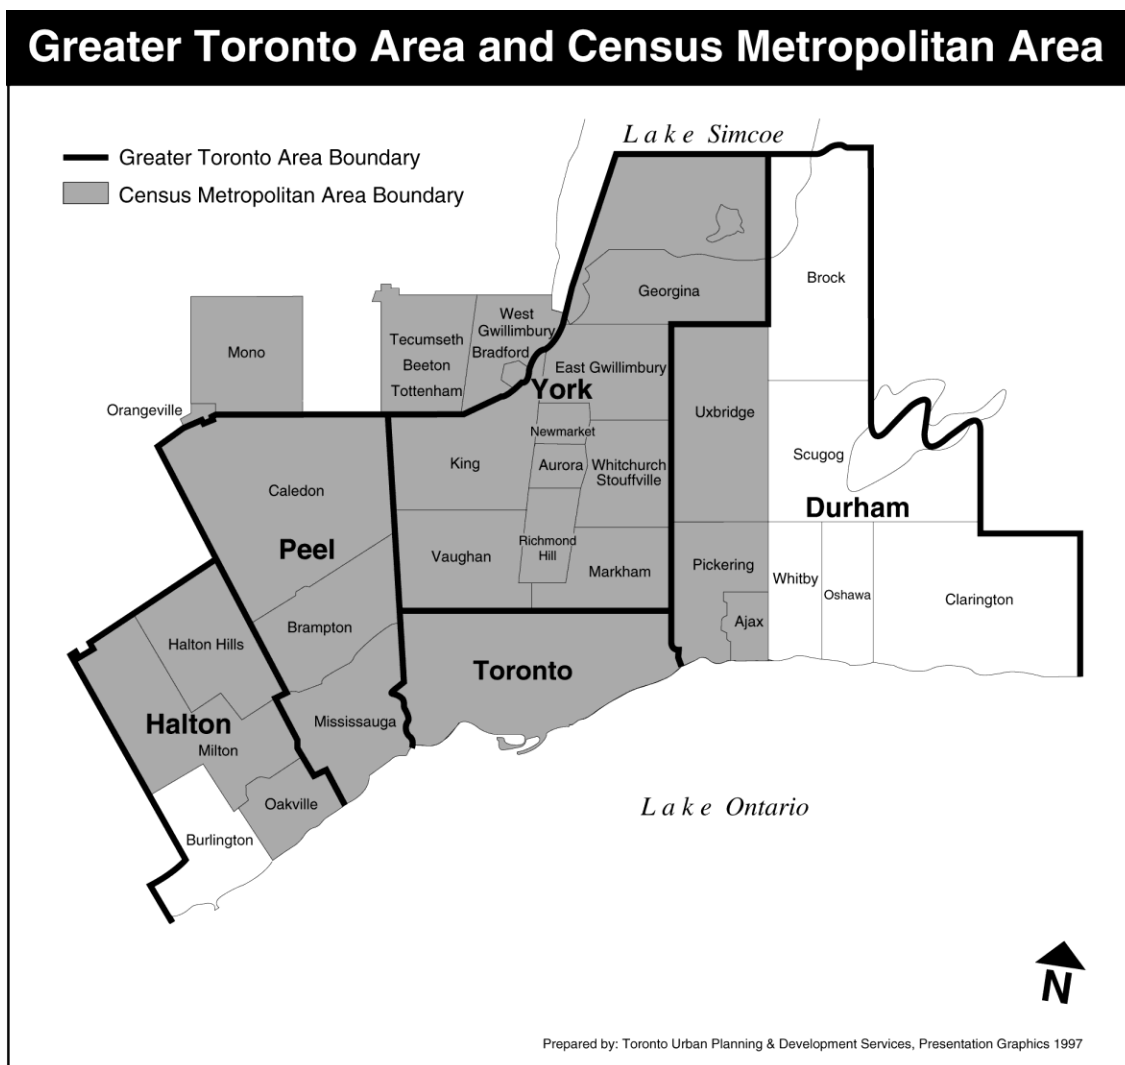 Greater Toronto Area and Census Metropolitan Area
Lake Simcoe
Greater Toronto Area Boundary
Census Metropolitan Area Boundary
Brock
Georgina
West
Gwillimbury
Bradford
Tecumseth
Beeton
Tottenham
Mono
Orangeville
East Gwillimbury
York
Uxbridge
Newmarket
King
Aurora
Whitchurch
Stouffville
Scugog
Durham
Caledon
Peel
Vaughan
Richmond
Hill
Markham
Pickering
Whitby
Oshawa
Clarington
Ajax
Brampton
Halton Hills
Toronto
Halton
Milton
Mississauga
Oakville
Burlington
Lake Ontario
N
Prepared by: Toronto Urban Planning & Development Services, Presentation Graphics 1997